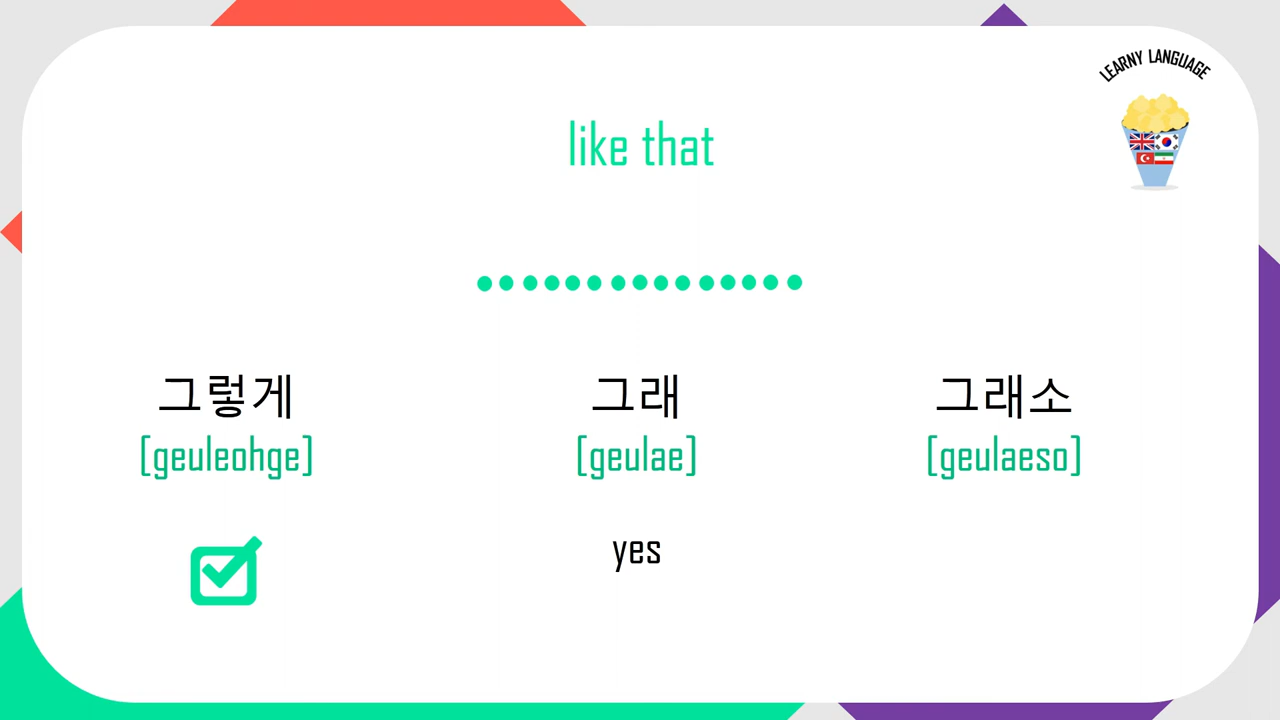 LEARNY LANGUAGE
like that
그렇게 그래 그래소
[geuleohge] [geulae] [geulaeso]
yes